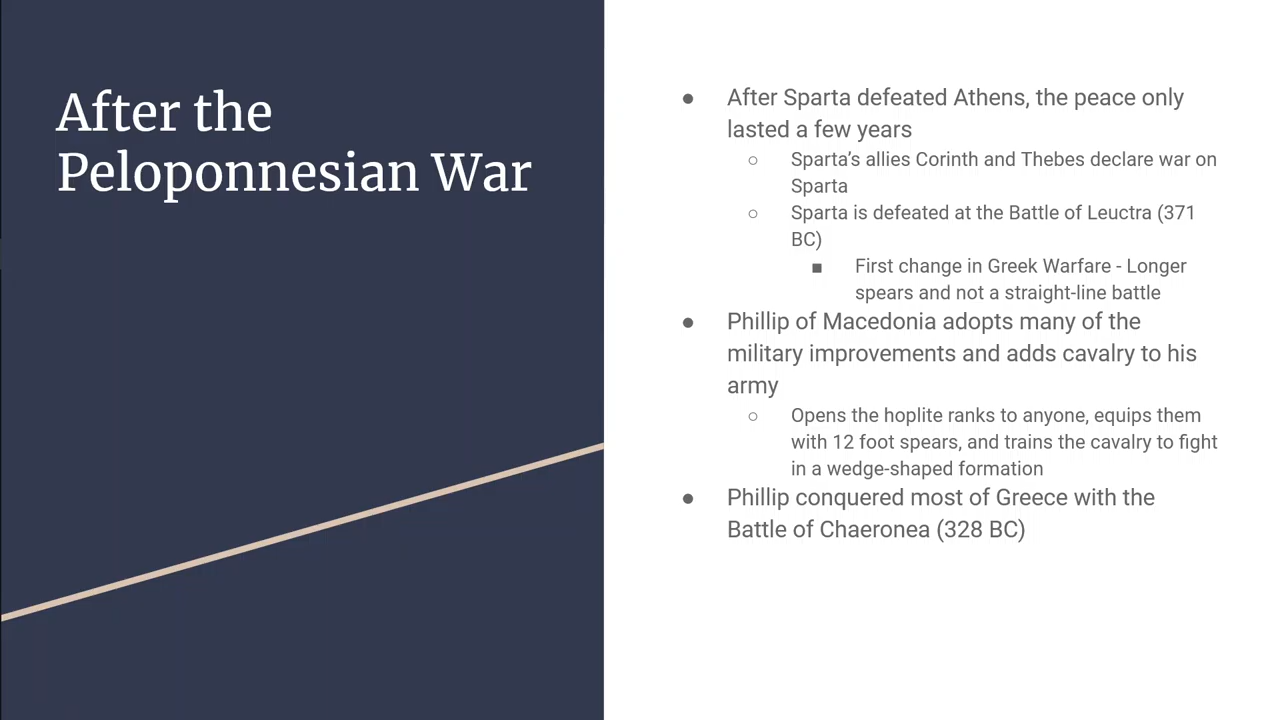 After the
Peloponnesian War
● After Sparta defeated Athens, the peace only
lasted a few years
○ Sparta’s allies Corinth and Thebes declare war on
Sparta
○ Sparta is defeated at the Battle of Leuctra (371
BC)
■ First change in Greek Warfare - Longer
spears and not a straight-line battle
● Phillip of Macedonia adopts many of the
military improvements and adds cavalry to his
army
○ Opens the hoplite ranks to anyone, equips them
with 12 foot spears, and trains the cavalry to fight
in a wedge-shaped formation
● Phillip conquered most of Greece with the
Battle of Chaeronea (328 BC)